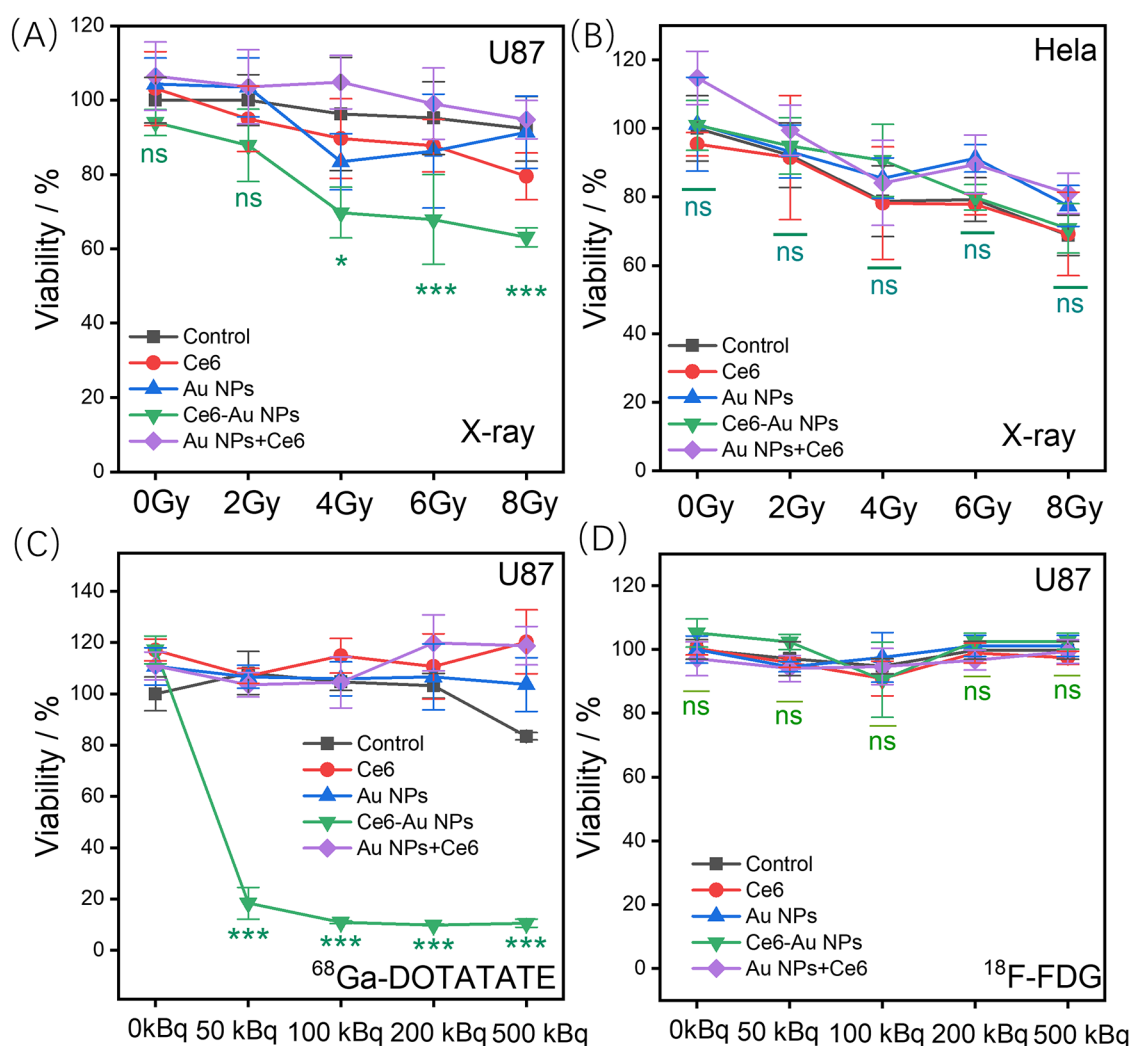 (A)
U87
Viability / %
120
100
80
60
40
20
0
ns
ns
*
***
***
Control
Ce6
Au NPs
Ce6-Au NPs
Au NPs+Ce6
X-ray
0Gy 2Gy 4Gy 6Gy 8Gy
(B)
Hela
Viability / %
120
100
80
60
40
20
0
ns
ns
ns
ns
ns
Control
Ce6
Au NPs
Ce6-Au NPs
Au NPs+Ce6
X-ray
0Gy 2Gy 4Gy 6Gy 8Gy
(C)
U87
Viability / %
140
120
100
80
60
40
20
0
Control
Ce6
Au NPs
Ce6-Au NPs
Au NPs+Ce6
***
***
***
***
⁶⁸Ga-DOTATATE
0kBq 50 kBq 100 kBq 200 kBq 500 kBq
(D)
U87
Viability / %
120
100
80
60
40
20
0
ns
ns
ns
ns
ns
Control
Ce6
Au NPs
Ce6-Au NPs
Au NPs+Ce6
¹⁸F-FDG
0kBq 50 kBq 100 kBq 200 kBq 500 kBq